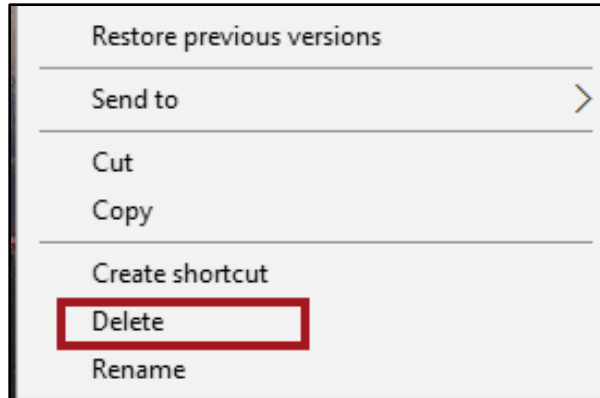 Restore previous versions
Send to
Cut
Copy
Create shortcut
Delete
Rename